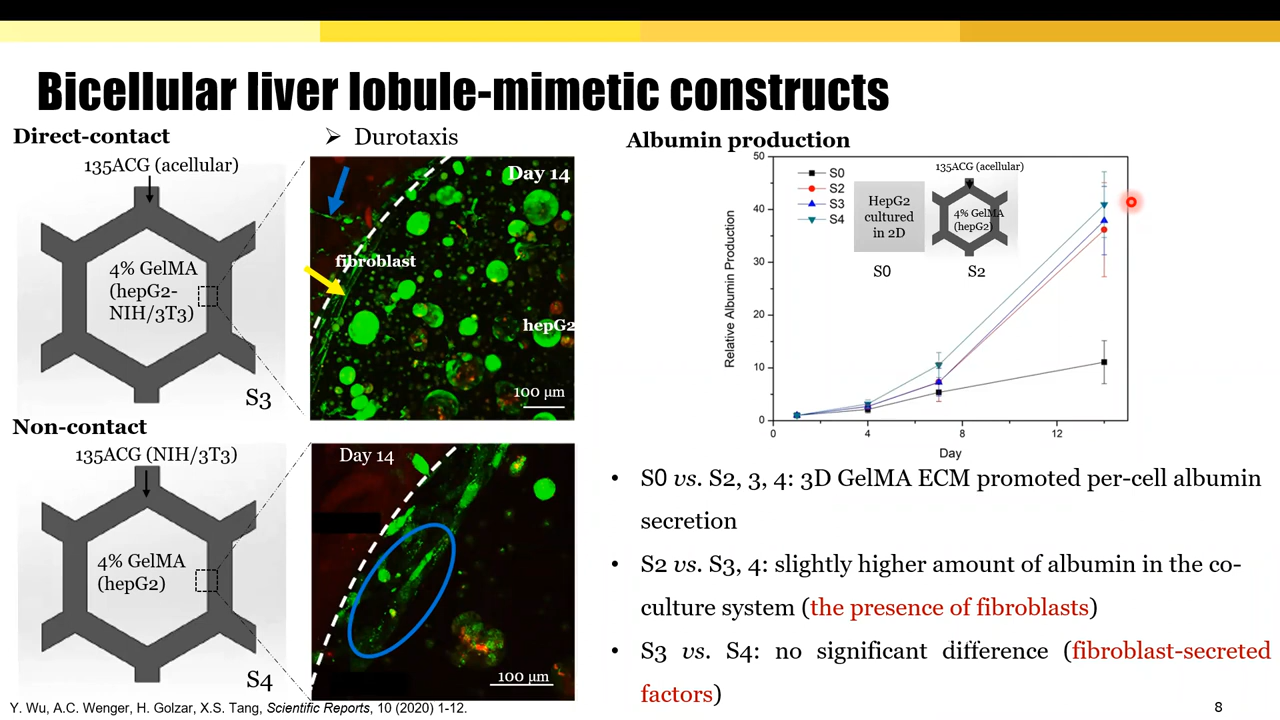 Bicellular liver lobule-mimetic constructs
Direct-contact
135ACG (acellular)
4% GelMA
(hepG2-
NIH/3T3)
S3
➢ Durotaxis
Day 14
fibroblast
hepG2
100 µm
Non-contact
135ACG (NIH/3T3)
4% GelMA
(hepG2)
S4
Day 14
100 µm
Albumin production
Relative Albumin Production
50
40
30
20
10
0
0
4
8
12
Day
S0
S2
S3
S4
HepG2
cultured
in 2D
S0
135ACG (acellular)
4% GelMA
(hepG2)
S2
• S0 vs. S2, 3, 4: 3D GelMA ECM promoted per-cell albumin
secretion
• S2 vs. S3, 4: slightly higher amount of albumin in the co-
culture system (the presence of fibroblasts)
• S3 vs. S4: no significant difference (fibroblast-secreted
factors)
Y. Wu, A.C. Wenger, H. Golzar, X.S. Tang, Scientific Reports, 10 (2020) 1-12.
8